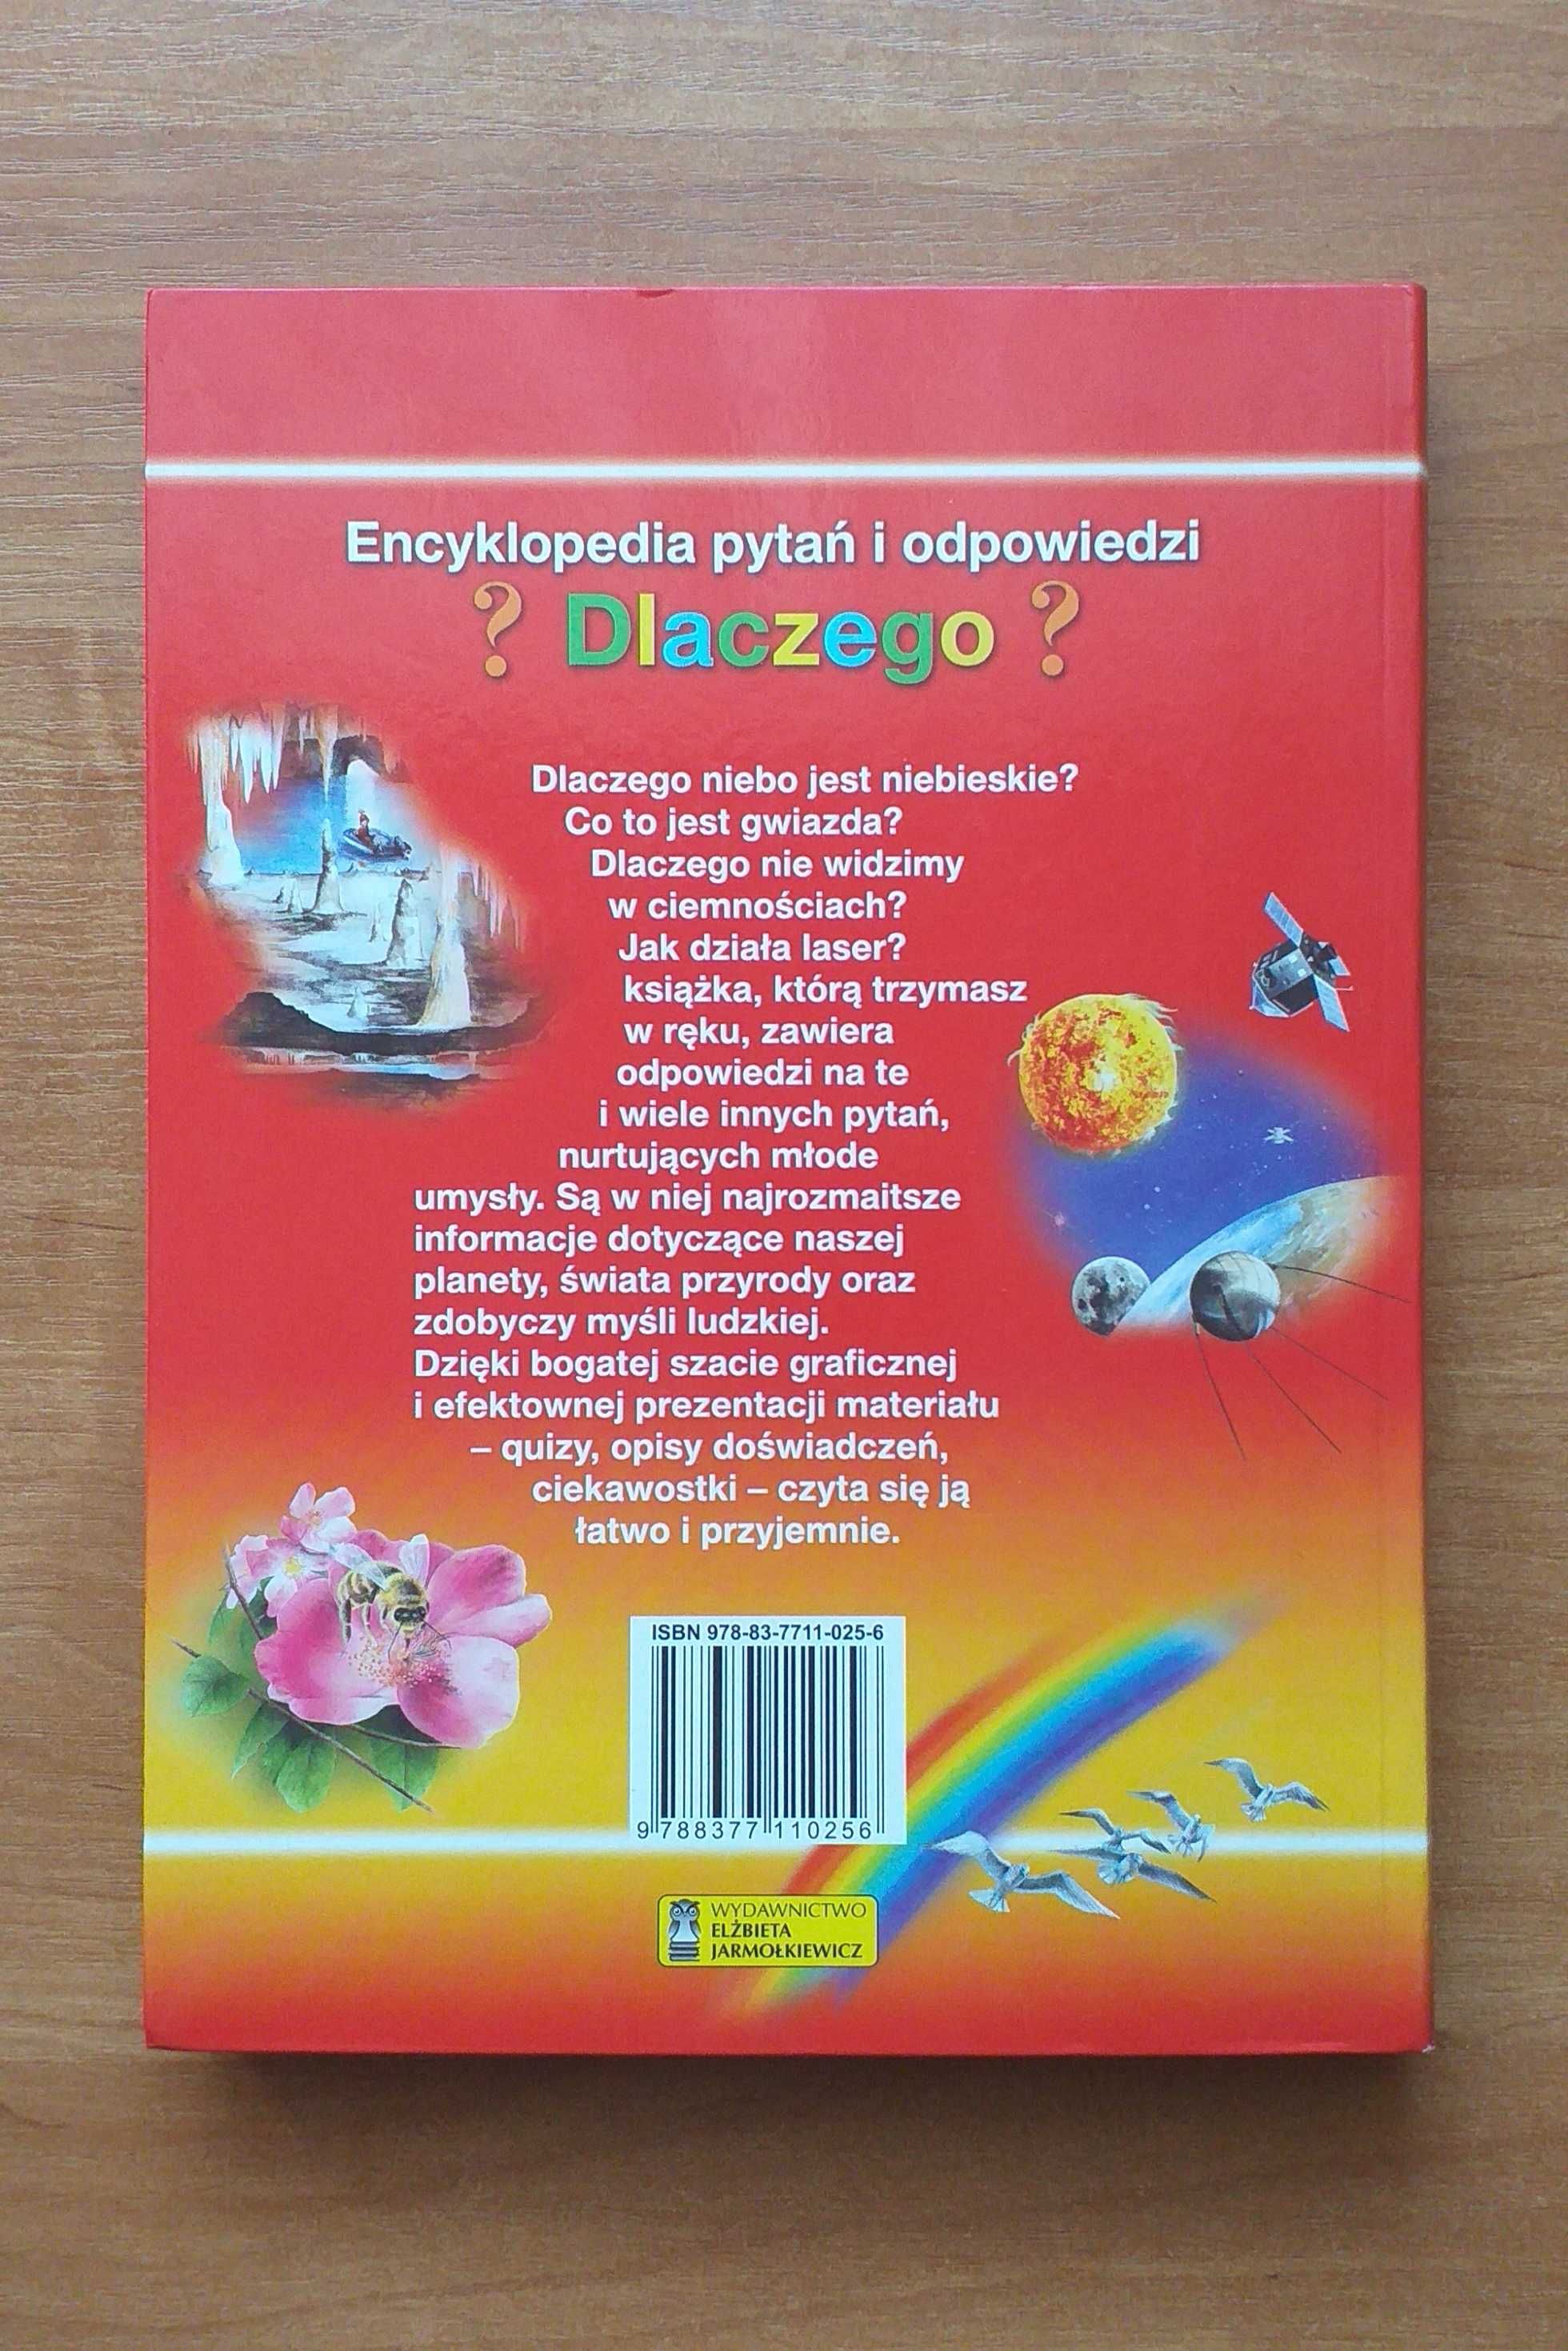 Encyklopedia pytań i odpowiedzi
? Dlaczego ?
Dlaczego niebo jest niebieskie?
Co to jest gwiazda?
Dlaczego nie widzimy
w ciemnościach?
Jak działa laser?
książka, którą trzymasz
w ręku, zawiera
odpowiedzi na te
i wiele innych pytań,
nurtujących młode
umysły. Są w niej najrozmaitsze
informacje dotyczące naszej
planety, świata przyrody oraz
zdobyczy myśli ludzkiej.
Dzięki bogatej szacie graficznej
i efektownej prezentacji materiału
– quizy, opisy doświadczeń,
ciekawostki – czyta się ją
łatwo i przyjemnie.
ISBN 978-83-7711-025-6
9 788377 110256
WYDAWNICTWO
ELŻBIETA
JARMOŁKIEWICZ